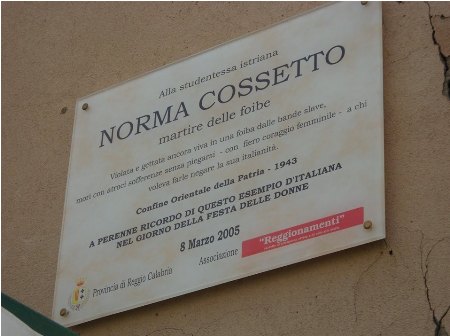 Alla studentessa istriana
NORMA COSSETTO
martire delle foibe
Violata e gettata ancora viva in una foiba dalle bande slave,
morì con atroci sofferenze senza piegarsi - con fiero coraggio femminile - a chi
voleva farle negare la sua italianità.
Confine Orientale della Patria - 1943
A PERENNE RICORDO DI QUESTO ESEMPIO D'ITALIANA
NEL GIORNO DELLA FESTA DELLE DONNE
8 Marzo 2005
Provincia di Reggio Calabria
Associazione
"Reggionamenti"